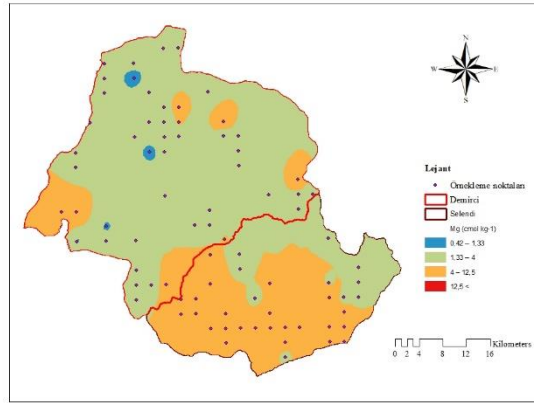 N
W E
S
Lejant
Örnekleme noktaları
Demirci
Selendi
Mg (cmol kg-1)
0,42 – 1,33
1,33 – 4
4 – 12,5
12,5 <
Kilometers
0 2 4 8 12 16